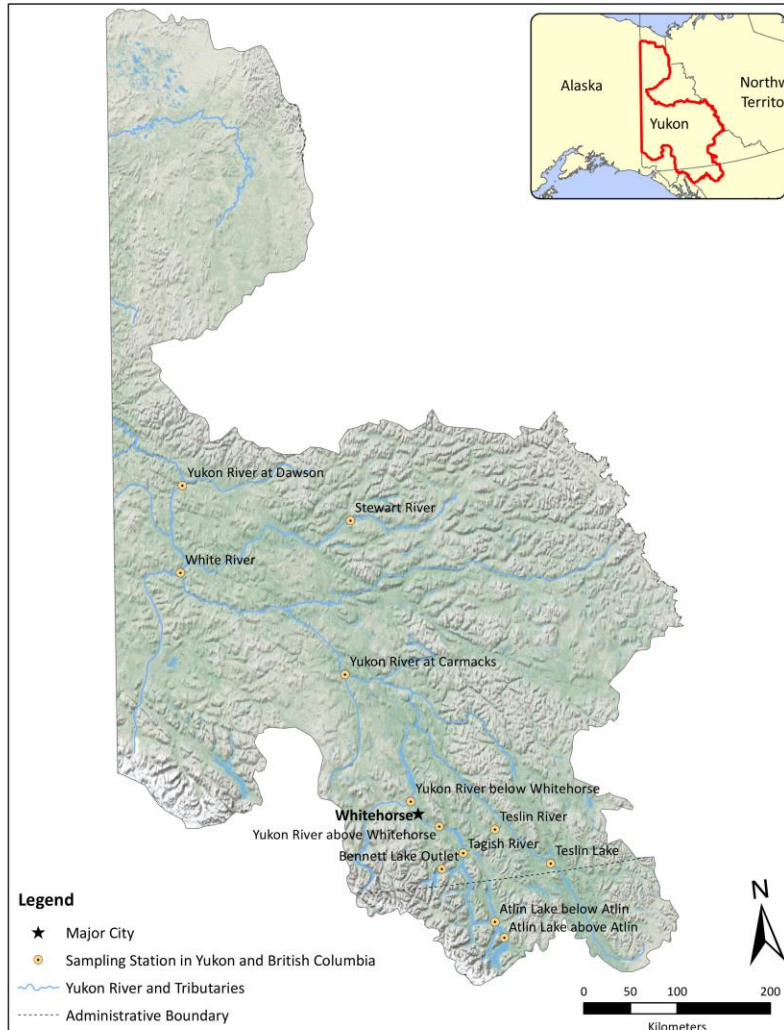 Alaska
Northw
Territo
Yukon
Yukon River at Dawson
Stewart River
White River
Yukon River at Carmacks
Yukon River below Whitehorse
Whitehorse
Yukon River above Whitehorse
Teslin River
Bennett Lake Outlet
Tagish River
Teslin Lake
Atlin Lake below Atlin
Atlin Lake above Atlin
Legend
Major City
Sampling Station in Yukon and British Columbia
Yukon River and Tributaries
Administrative Boundary
N
0 50 100 200
Kilometers